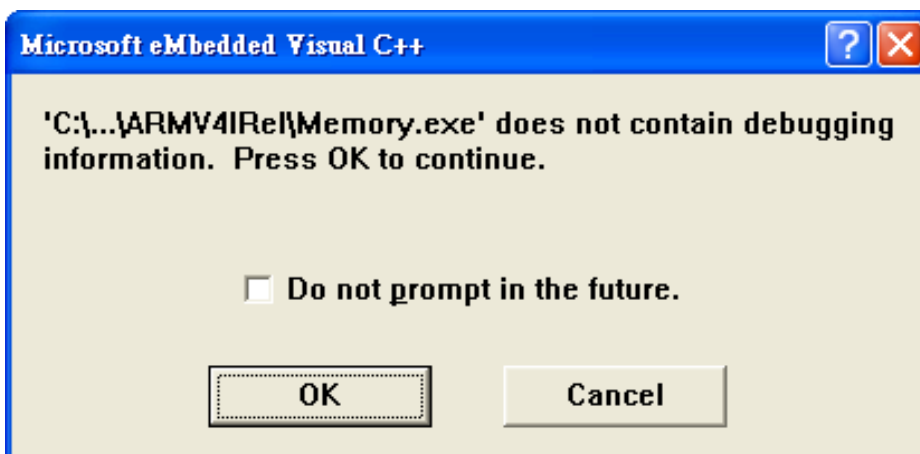 Microsoft eMbedded Visual C++
'C:\...\ARMV4IRel\Memory.exe' does not contain debugging
information.  Press OK to continue.
Do not prompt in the future.
OK
Cancel